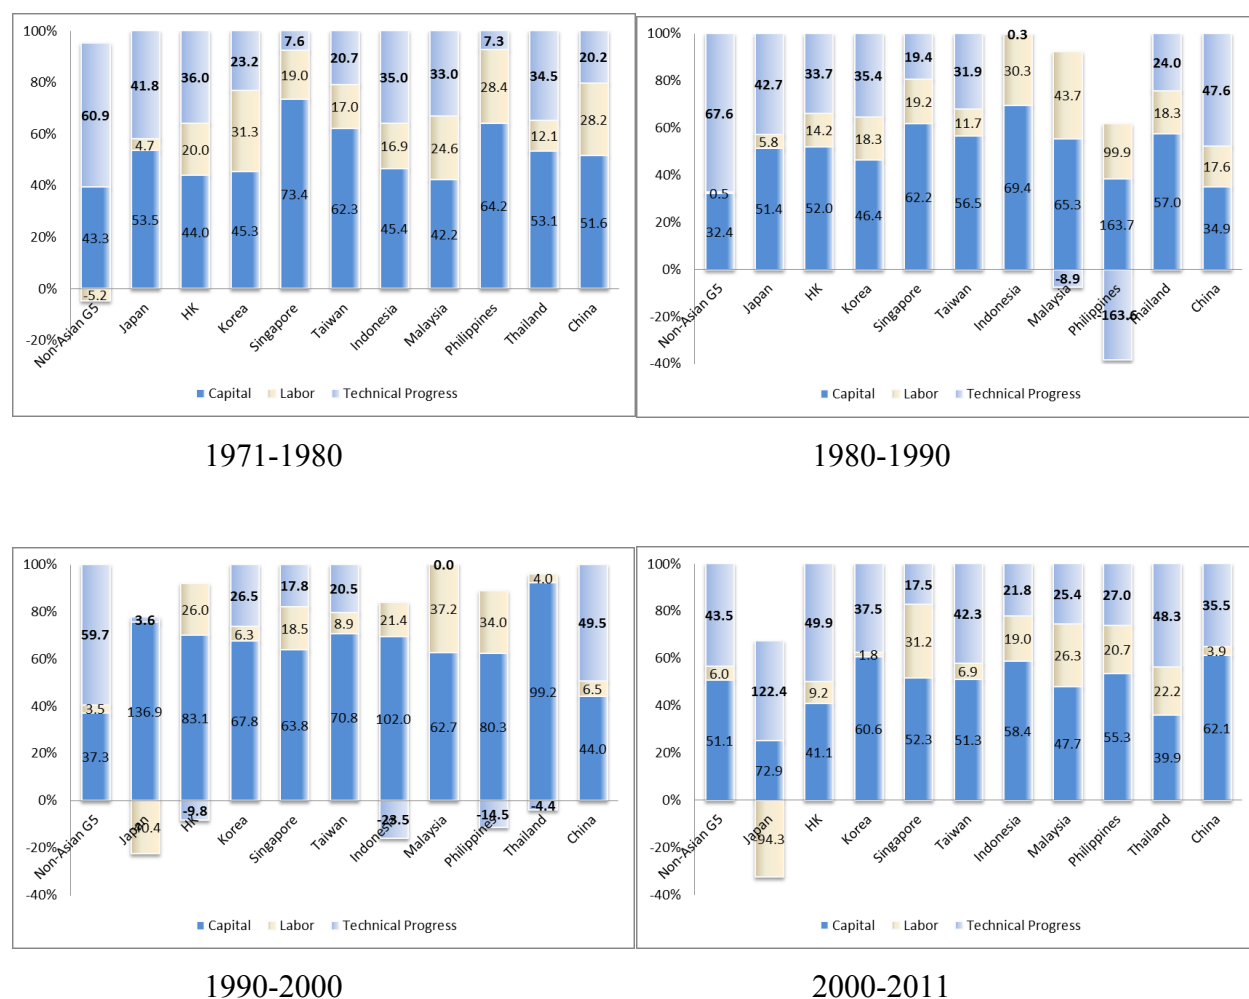 100%
80%
60%
40%
20%
0%
-20%
60.9 41.8 36.0 23.2 7.6 20.7 35.0 33.0 7.3 34.5 20.2
4.7 20.0 31.3 19.0 17.0 16.9 24.6 28.4 12.1 28.2
43.3 53.5 44.0 45.3 73.4 62.3 45.4 42.2 64.2 53.1 51.6
-5.2
Non-Asian G5 Japan HK Korea Singapore Taiwan Indonesia Malaysia Philippines Thailand China
Capital Labor Technical Progress
100%
80%
60%
40%
20%
0%
-20%
-40%
67.6 42.7 33.7 35.4 19.4 31.9 0.3 24.0 47.6
0.5 5.8 14.2 18.3 19.2 11.7 30.3 43.7 99.9 18.3 17.6
32.4 51.4 52.0 46.4 62.2 56.5 69.4 65.3 163.7 57.0 34.9
-8.9 -163.6
Non-Asian G5 Japan HK Korea Singapore Taiwan Indonesia Malaysia Philippines Thailand China
Capital Labor Technical Progress
1971-1980
1980-1990
100%
80%
60%
40%
20%
0%
-20%
-40%
59.7 3.6 26.5 17.8 20.5 0.0 49.5
3.5 26.0 6.3 18.5 8.9 21.4 37.2 34.0 4.0 6.5
37.3 136.9 83.1 67.8 63.8 70.8 102.0 62.7 80.3 99.2 44.0
-9.8 -23.5 -14.5 -4.4
Non-Asian G5 Japan HK Korea Singapore Taiwan Indonesia Malaysia Philippines Thailand China
Capital Labor Technical Progress
100%
80%
60%
40%
20%
0%
-20%
-40%
43.5 122.4 49.9 37.5 17.5 42.3 21.8 25.4 27.0 48.3 35.5
6.0 9.2 1.8 31.2 6.9 19.0 26.3 20.7 22.2 3.9
51.1 72.9 41.1 60.6 52.3 51.3 58.4 47.7 55.3 39.9 62.1
-94.3
Non-Asian G5 Japan HK Korea Singapore Taiwan Indonesia Malaysia Philippines Thailand China
Capital Labor Technical Progress
1990-2000
2000-2011